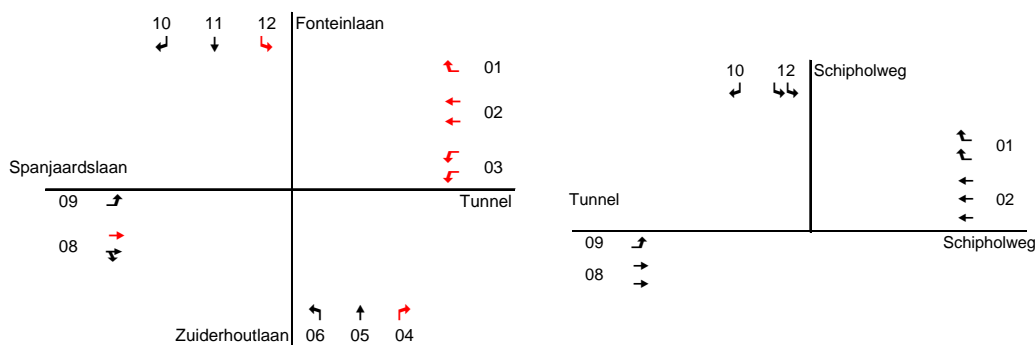 10 11 12 Fonteinlaan
01
02
03
Spanjaardslaan
Tunnel
09
08
Zuiderhoutlaan 06 05 04
10 12 Schipholweg
01
02
Tunnel
Schipholweg
09
08